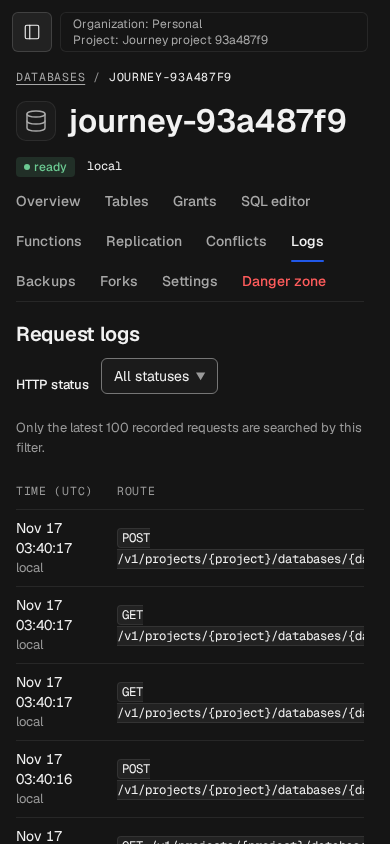 Organization: Personal
Project: Journey project 93a487f9
DATABASES / JOURNEY-93A487F9
journey-93a487f9
ready local
Overview Tables Grants SQL editor
Functions Replication Conflicts Logs
Backups Forks Settings Danger zone
Request logs
HTTP status All statuses
Only the latest 100 recorded requests are searched by this
filter.
TIME (UTC) ROUTE
Nov 17
03:40:17
local
POST
/v1/projects/{project}/databases/{da
Nov 17
03:40:17
local
GET
/v1/projects/{project}/databases/{da
Nov 17
03:40:17
local
GET
/v1/projects/{project}/databases/{da
Nov 17
03:40:16
local
POST
/v1/projects/{project}/databases/{da
Nov 17